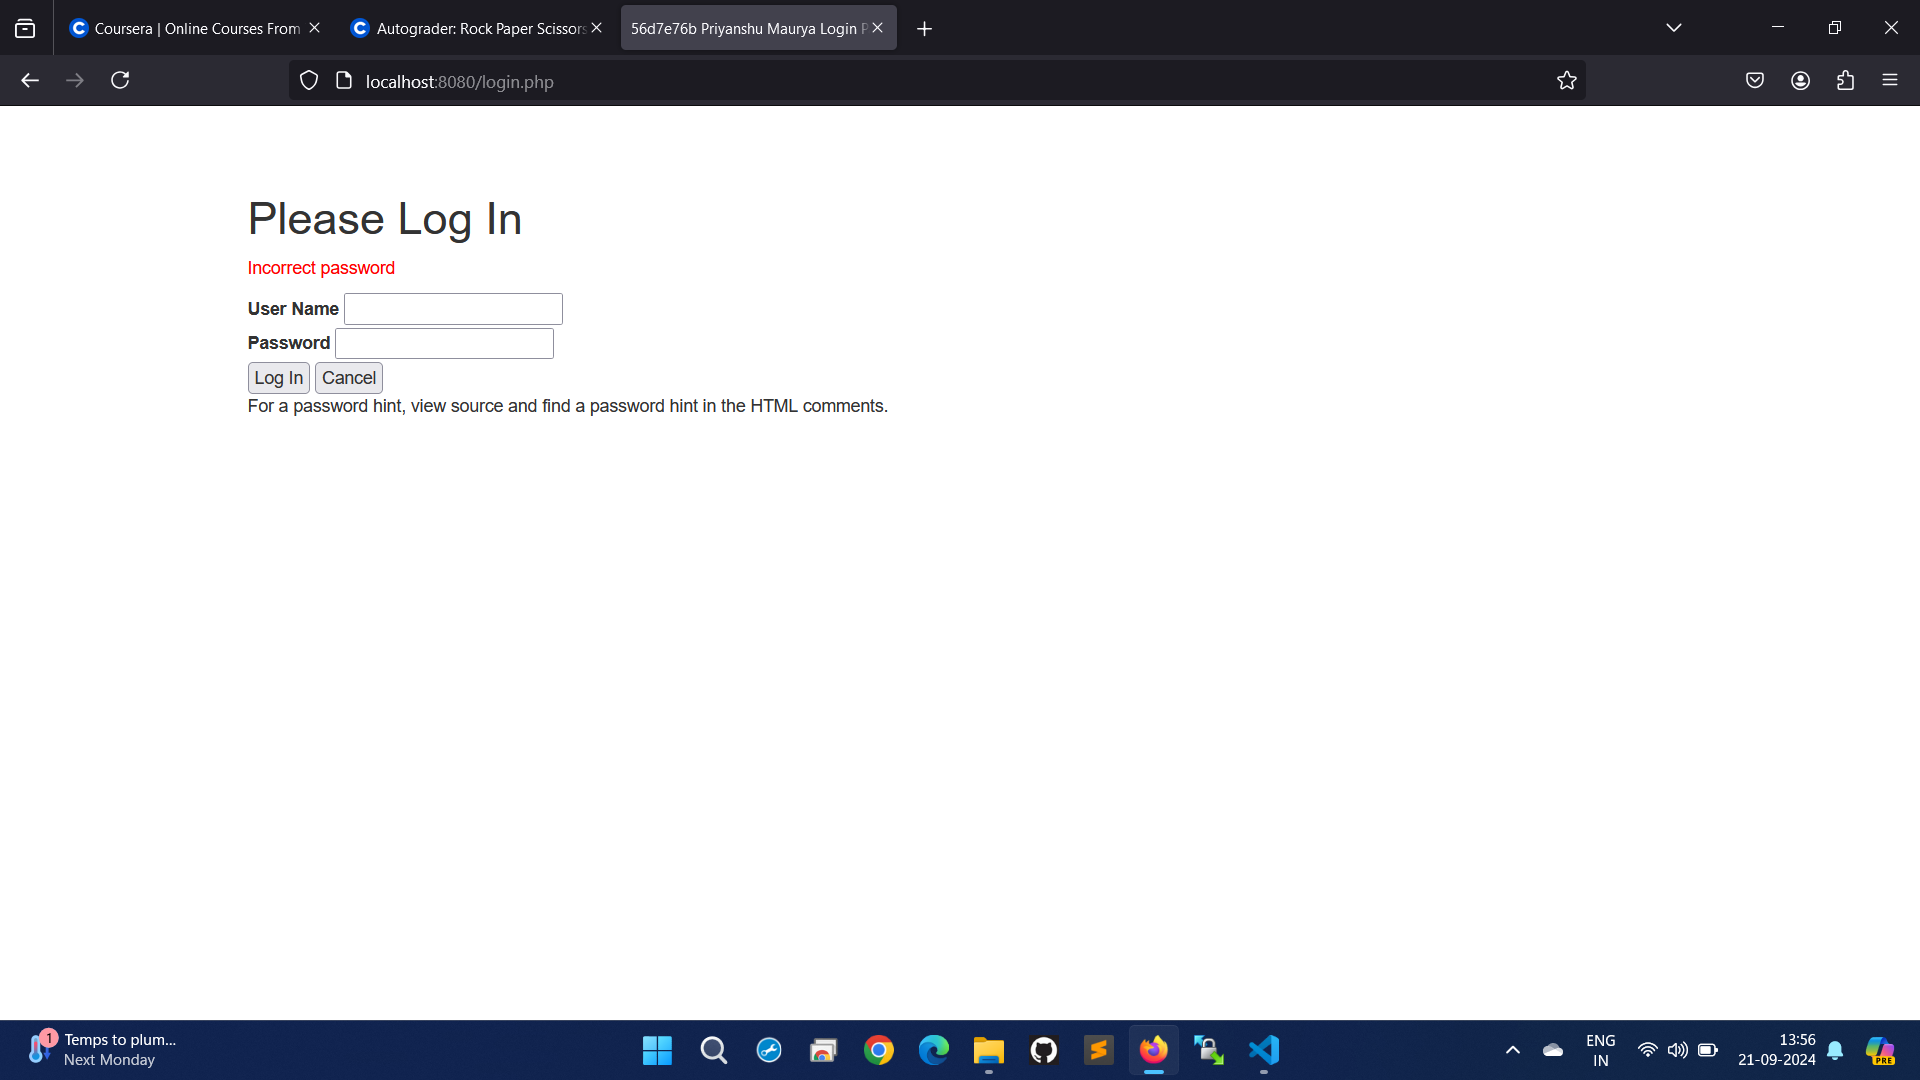 Coursera | Online Courses From
Autograder: Rock Paper Scissors
56d7e76b Priyanshu Maurya Login P
localhost:8080/login.php
Please Log In
Incorrect password
User Name
Password
Log In Cancel
For a password hint, view source and find a password hint in the HTML comments.
1
Temps to plum...
Next Monday
ENG
IN
13:56
21-09-2024
PRE